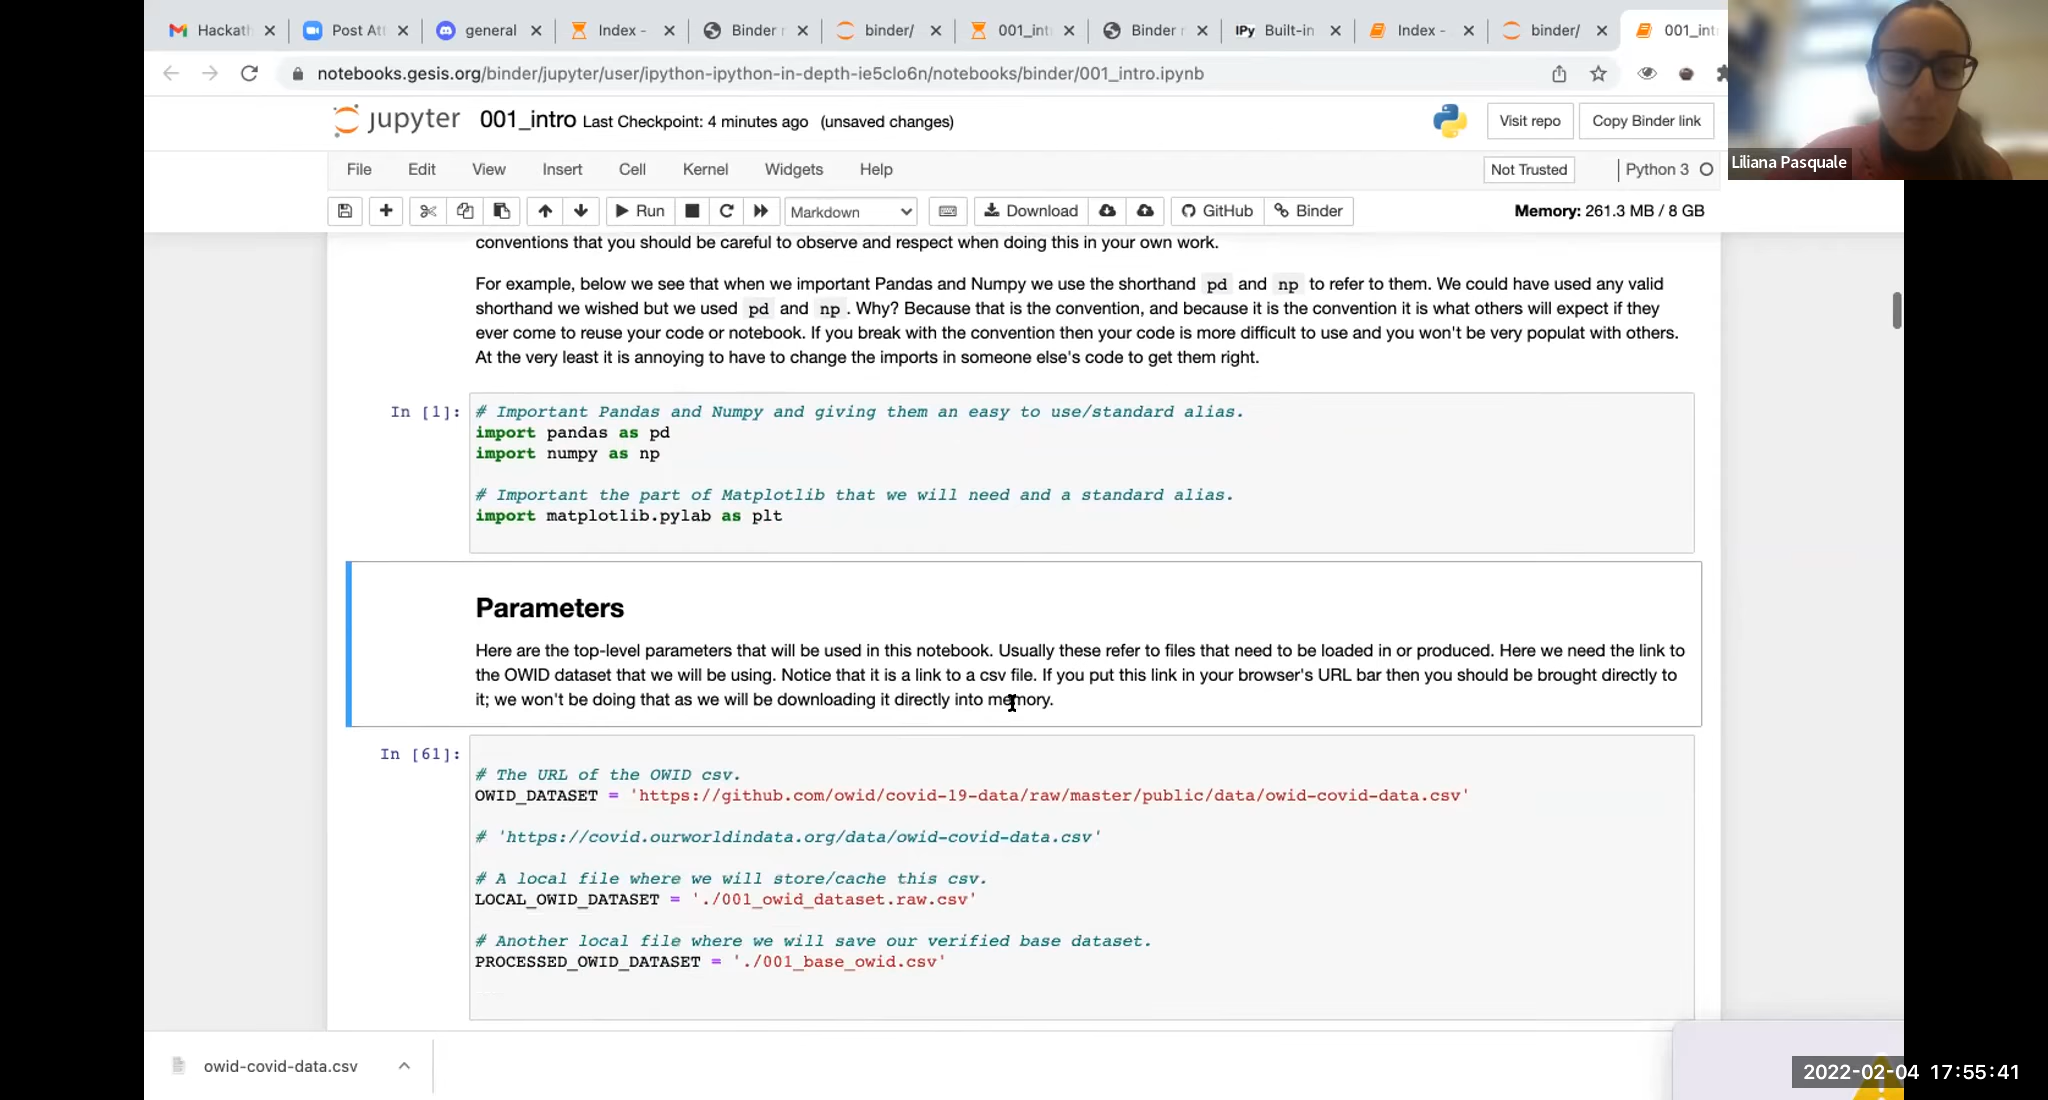 Hackath
Post Att
general
Index -
Binder r
binder/
001_int
Binder r
IPy Built-in
Index -
binder/
001_int
notebooks.gesis.org/binder/jupyter/user/ipython-ipython-in-depth-ie5clo6n/notebooks/binder/001_intro.ipynb
jupyter 001_intro Last Checkpoint: 4 minutes ago (unsaved changes)
Visit repo
Copy Binder link
Liliana Pasquale
File Edit View Insert Cell Kernel Widgets Help
Not Trusted
Python 3
Run
Markdown
Download
GitHub
Binder
Memory: 261.3 MB / 8 GB
conventions that you should be careful to observe and respect when doing this in your own work.
For example, below we see that when we important Pandas and Numpy we use the shorthand pd and np to refer to them. We could have used any valid
shorthand we wished but we used pd and np . Why? Because that is the convention, and because it is the convention it is what others will expect if they
ever come to reuse your code or notebook. If you break with the convention then your code is more difficult to use and you won't be very populat with others.
At the very least it is annoying to have to change the imports in someone else's code to get them right.
In [1]:
# Important Pandas and Numpy and giving them an easy to use/standard alias.
import pandas as pd
import numpy as np
# Important the part of Matplotlib that we will need and a standard alias.
import matplotlib.pylab as plt
Parameters
Here are the top-level parameters that will be used in this notebook. Usually these refer to files that need to be loaded in or produced. Here we need the link to
the OWID dataset that we will be using. Notice that it is a link to a csv file. If you put this link in your browser's URL bar then you should be brought directly to
it; we won't be doing that as we will be downloading it directly into memory.
In [61]:
# The URL of the OWID csv.
OWID_DATASET = 'https://github.com/owid/covid-19-data/raw/master/public/data/owid-covid-data.csv'
# 'https://covid.ourworldindata.org/data/owid-covid-data.csv'
# A local file where we will store/cache this csv.
LOCAL_OWID_DATASET = './001_owid_dataset.raw.csv'
# Another local file where we will save our verified base dataset.
PROCESSED_OWID_DATASET = './001_base_owid.csv'
owid-covid-data.csv
2022-02-04 17:55:41